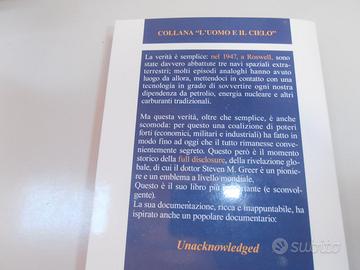 COLLANA "L'UOMO E IL CIELO"
La verità è semplice: nel 1947, a Roswell, sono
state davvero abbattute tre navi spaziali extra-
terrestri; molti episodi analoghi hanno avuto
luogo da allora, mettendoci in contatto con una
tecnologia in grado di sovvertire ogni nostra
dipendenza da petrolio, energia nucleare e altri
carburanti tradizionali.
Ma questa verità, oltre che semplice, è anche
scomoda: per questo una coalizione di poteri
forti (economici, militari e industriali) ha fatto in
modo fino ad oggi che il tutto rimanesse conve-
nientemente segreto. Questo però è il momento
storico della full disclosure, della rivelazione glo-
bale, di cui il dottor Steven M. Greer è un pio-
niere e un emblema a livello mondiale.
Questo è il suo libro più importante (e sconvol-
gente).
La sua documentazione, ricca e inappuntabile, ha
ispirato anche un popolare documentario:
Unacknowledged
subito